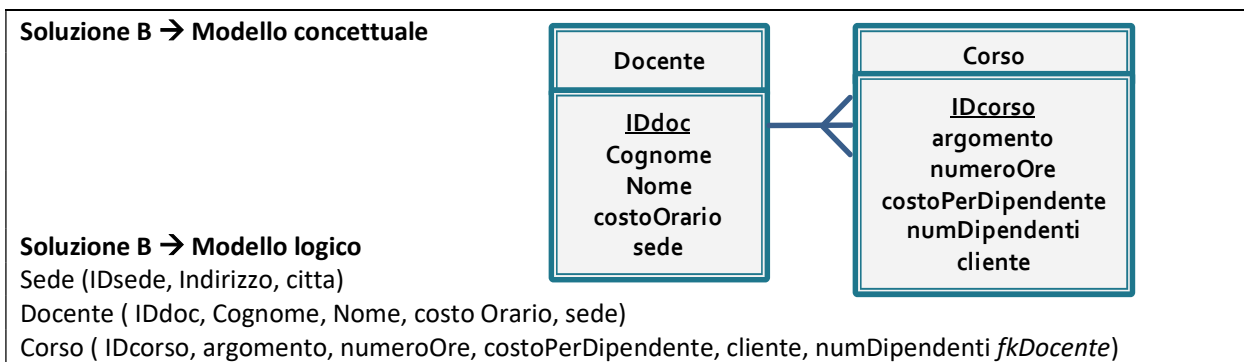 Soluzione B → Modello concettuale
Docente
IDdoc
Cognome
Nome
costoOrario
sede
Corso
IDcorso
argomento
numeroOre
costoPerDipendente
numDipendenti
cliente
Soluzione B → Modello logico
Sede (IDsede, Indirizzo, citta)
Docente ( IDdoc, Cognome, Nome, costo Orario, sede)
Corso ( IDcorso, argomento, numeroOre, costoPerDipendente, cliente, numDipendenti fkDocente)